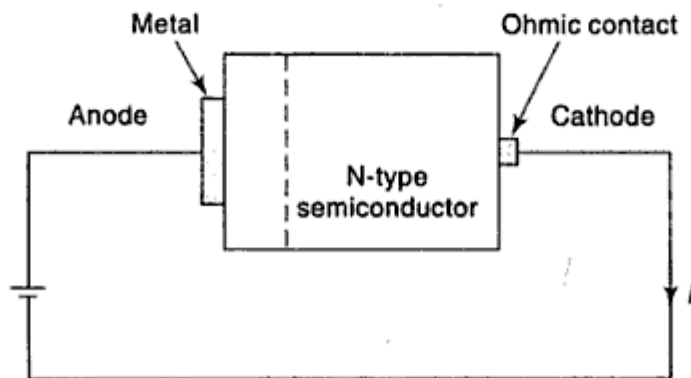 Metal
Ohmic contact
Anode
Cathode
N-type
semiconductor